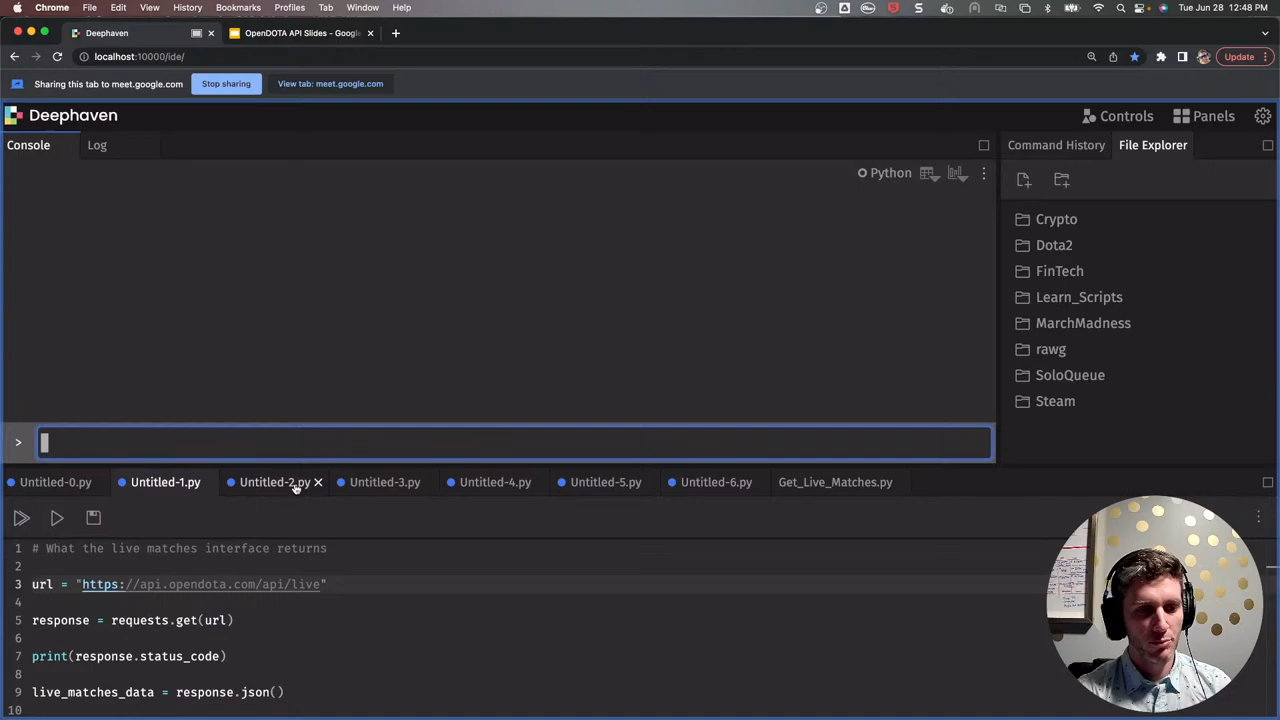 Chrome File Edit View History Bookmarks Profiles Tab Window Help Tue Jun 28 12:48 PM
Deephaven OpenDOTA API Slides - Google
localhost:10000/ide/ Update
Sharing this tab to meet.google.com Stop sharing View tab: meet.google.com
Deephaven Controls Panels
Console Log Command History File Explorer
Python
Crypto
Dota2
FinTech
Learn_Scripts
MarchMadness
rawg
SoloQueue
Steam
>
Untitled-0.py Untitled-1.py Untitled-2.py Untitled-3.py Untitled-4.py Untitled-5.py Untitled-6.py Get_Live_Matches.py
1 # What the live matches interface returns
2
3 url = "https://api.opendota.com/api/live"
4
5 response = requests.get(url)
6
7 print(response.status_code)
8
9 live_matches_data = response.json()
10